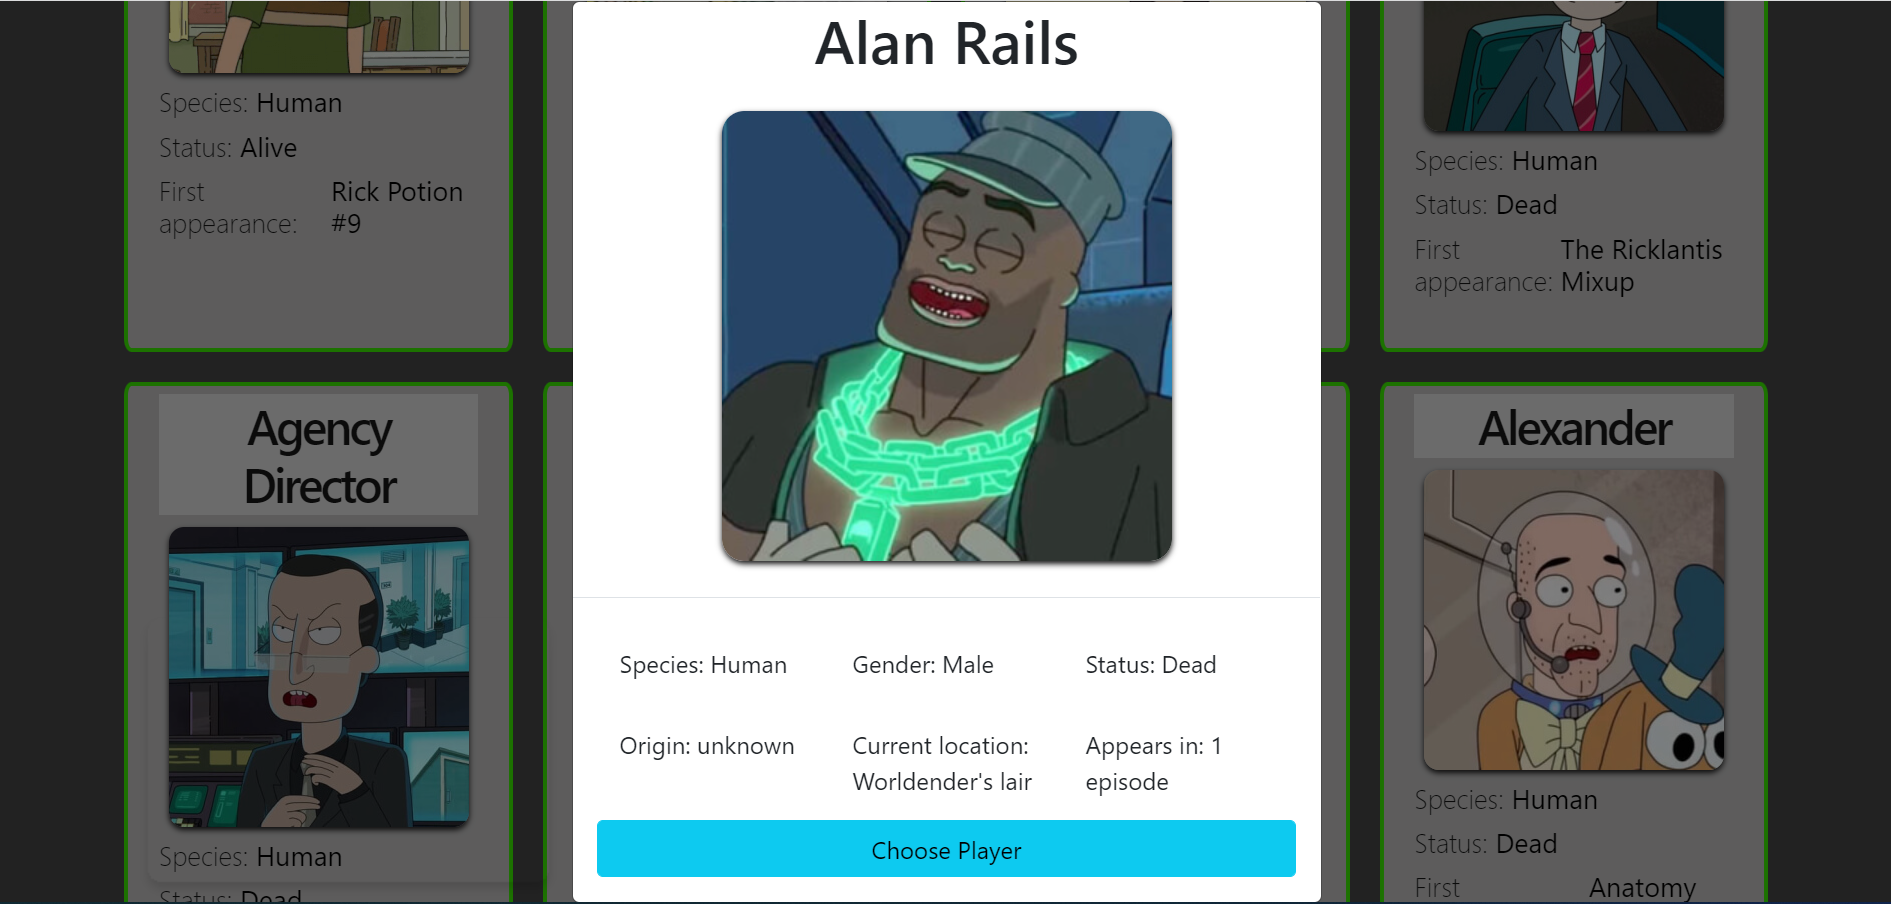 Species: Human
Status: Alive
First appearance:
Rick Potion #9
Agency
Director
Species: Human
Status: Dead
Alan Rails
Species: Human
Gender: Male
Status: Dead
Origin: unknown
Current location:
Worldender's lair
Appears in: 1
episode
Choose Player
Species: Human
Status: Dead
First appearance:
The Ricklantis
Mixup
Alexander
Species: Human
Status: Dead
First
Anatomy